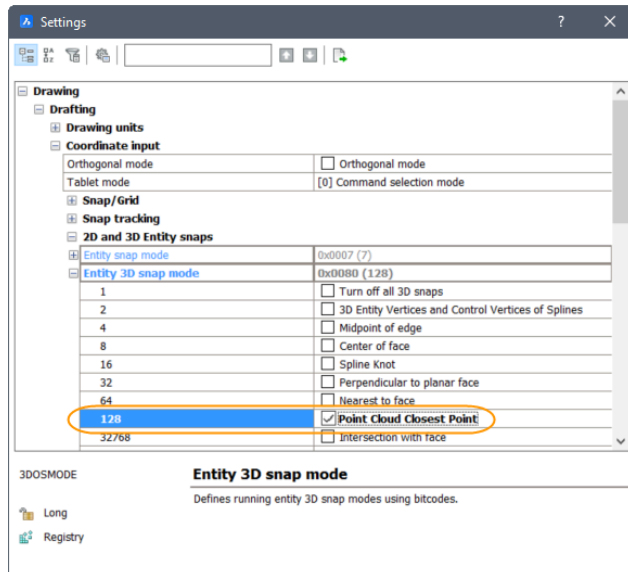 Settings
Drawing
Drafting
Drawing units
Coordinate input
Orthogonal mode Orthogonal mode
Tablet mode [0] Command selection mode
Snap/Grid
Snap tracking
2D and 3D Entity snaps
Entity snap mode 0x0007 (7)
Entity 3D snap mode 0x0080 (128)
1 Turn off all 3D snaps
2 3D Entity Vertices and Control Vertices of Splines
4 Midpoint of edge
8 Center of face
16 Spline Knot
32 Perpendicular to planar face
64 Nearest to face
128 Point Cloud Closest Point
32768 Intersection with face
3DOSMODE Entity 3D snap mode
Defines running entity 3D snap modes using bitcodes.
Long
Registry